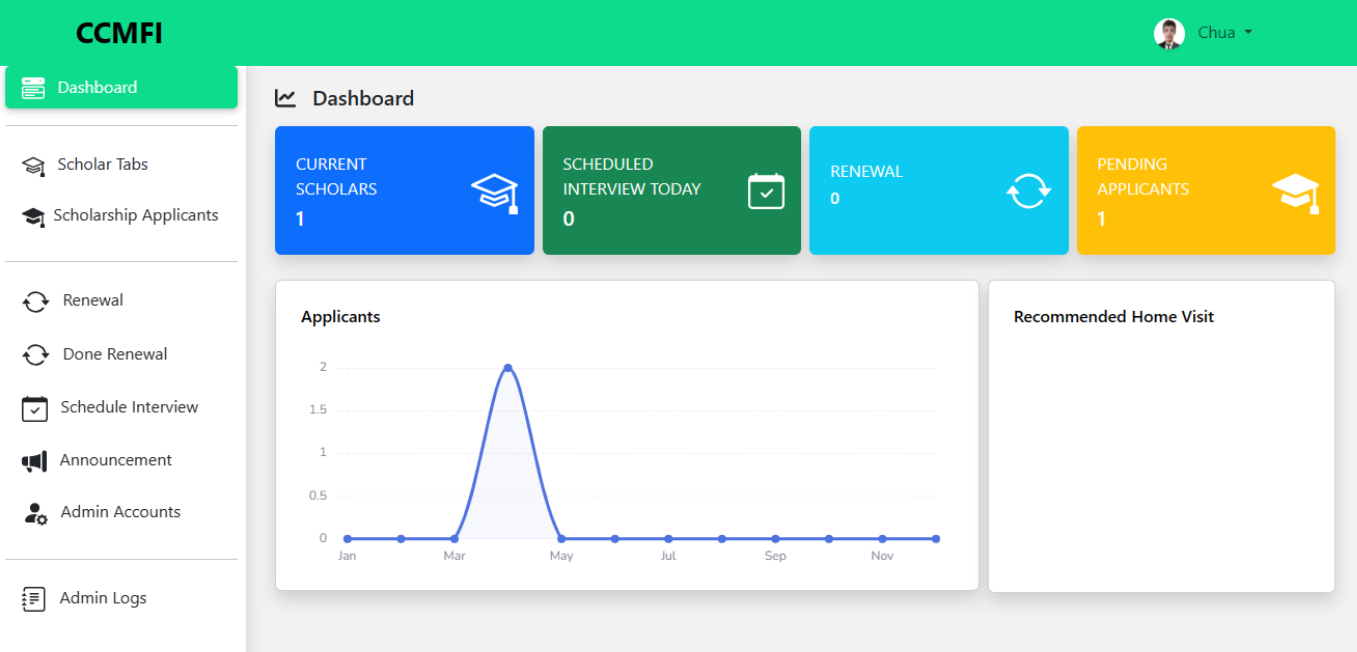 CCMFI
Chua
Dashboard
Scholar Tabs
Scholarship Applicants
Renewal
Done Renewal
Schedule Interview
Announcement
Admin Accounts
Admin Logs
Dashboard
CURRENT
SCHOLARS
1
SCHEDULED
INTERVIEW TODAY
0
RENEWAL
0
PENDING
APPLICANTS
1
Applicants
2
1.5
1
0.5
0
Jan Mar May Jul Sep Nov
Recommended Home Visit